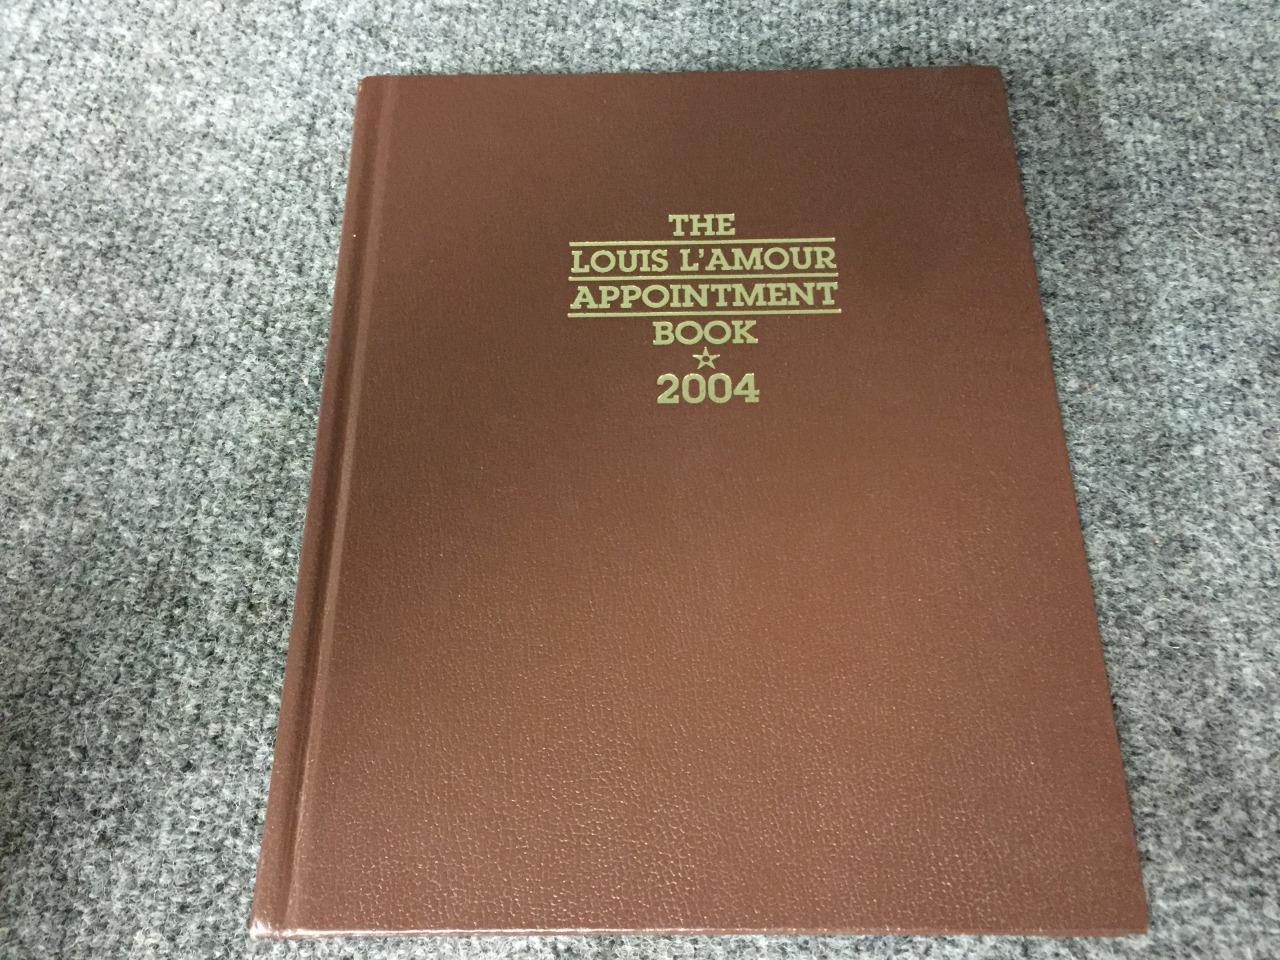 THE
LOUIS L'AMOUR
APPOINTMENT
BOOK
2004